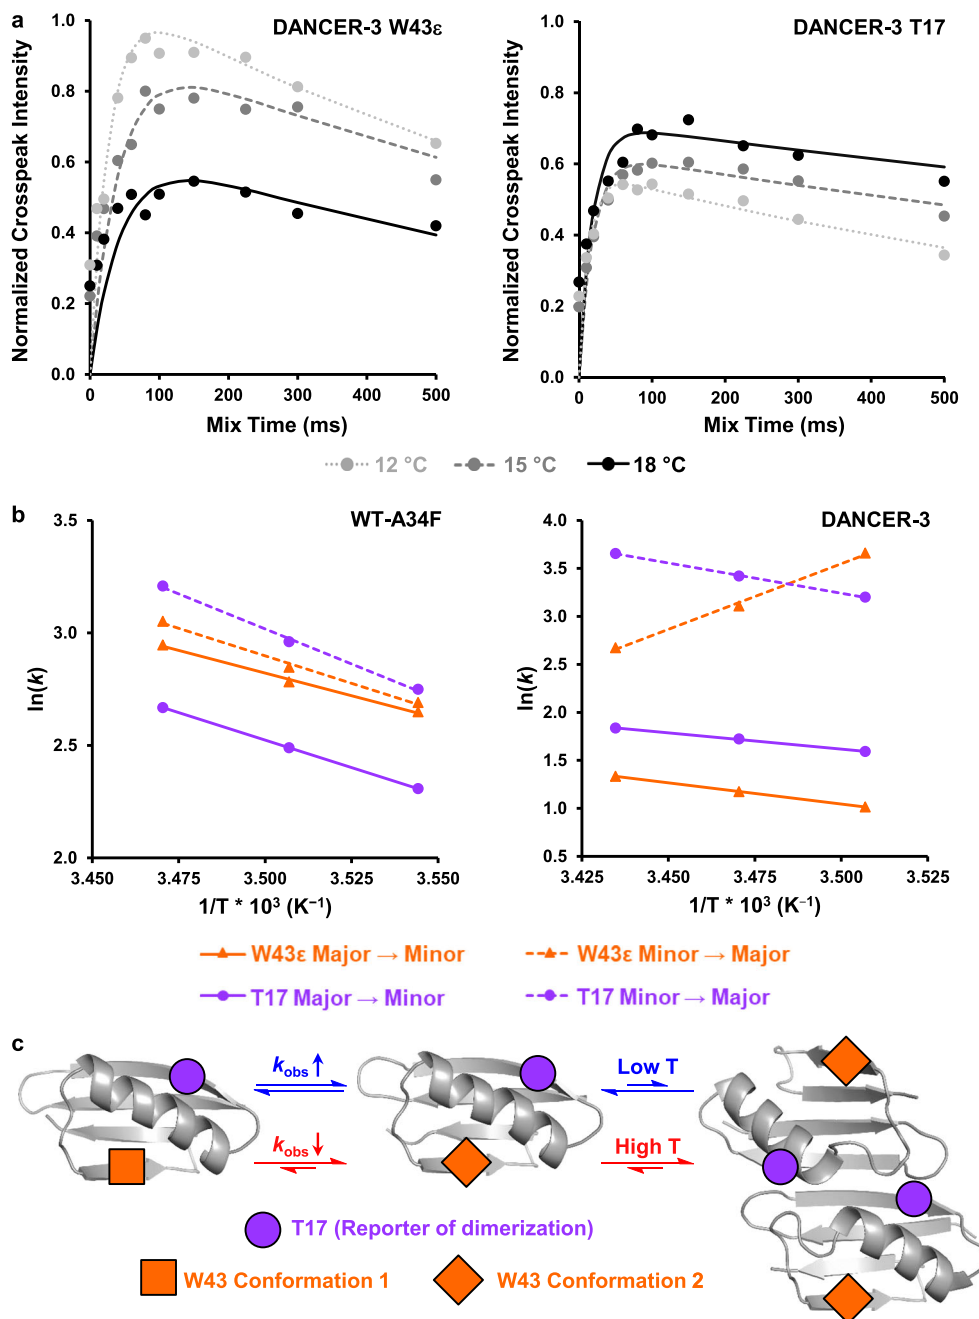 a
DANCER-3 W43ε
Normalized Crosspeak Intensity
1.0
0.8
0.6
0.4
0.2
0.0
0 100 200 300 400 500
Mix Time (ms)
DANCER-3 T17
Normalized Crosspeak Intensity
1.0
0.8
0.6
0.4
0.2
0.0
0 100 200 300 400 500
Mix Time (ms)
12 °C 15 °C 18 °C
b
WT-A34F
ln(k)
3.5
3.0
2.5
2.0
3.450 3.475 3.500 3.525 3.550
1/T * 10³ (K⁻¹)
DANCER-3
ln(k)
4.0
3.5
3.0
2.5
2.0
1.5
1.0
0.5
3.425 3.450 3.475 3.500 3.525
1/T * 10³ (K⁻¹)
W43ε Major → Minor W43ε Minor → Major
T17 Major → Minor T17 Minor → Major
c
kobs ↑ Low T
kobs ↓ High T
T17 (Reporter of dimerization)
W43 Conformation 1 W43 Conformation 2